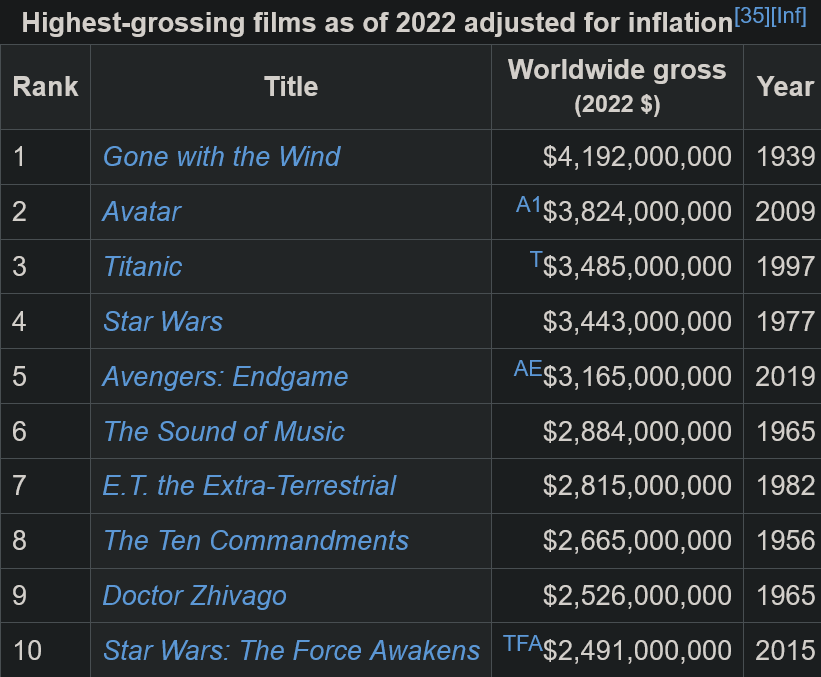 Highest-grossing films as of 2022 adjusted for inflation[35][Inf]
Rank Title Worldwide gross (2022 $) Year
1 Gone with the Wind $4,192,000,000 1939
2 Avatar A1$3,824,000,000 2009
3 Titanic T$3,485,000,000 1997
4 Star Wars $3,443,000,000 1977
5 Avengers: Endgame AE$3,165,000,000 2019
6 The Sound of Music $2,884,000,000 1965
7 E.T. the Extra-Terrestrial $2,815,000,000 1982
8 The Ten Commandments $2,665,000,000 1956
9 Doctor Zhivago $2,526,000,000 1965
10 Star Wars: The Force Awakens TFA$2,491,000,000 2015